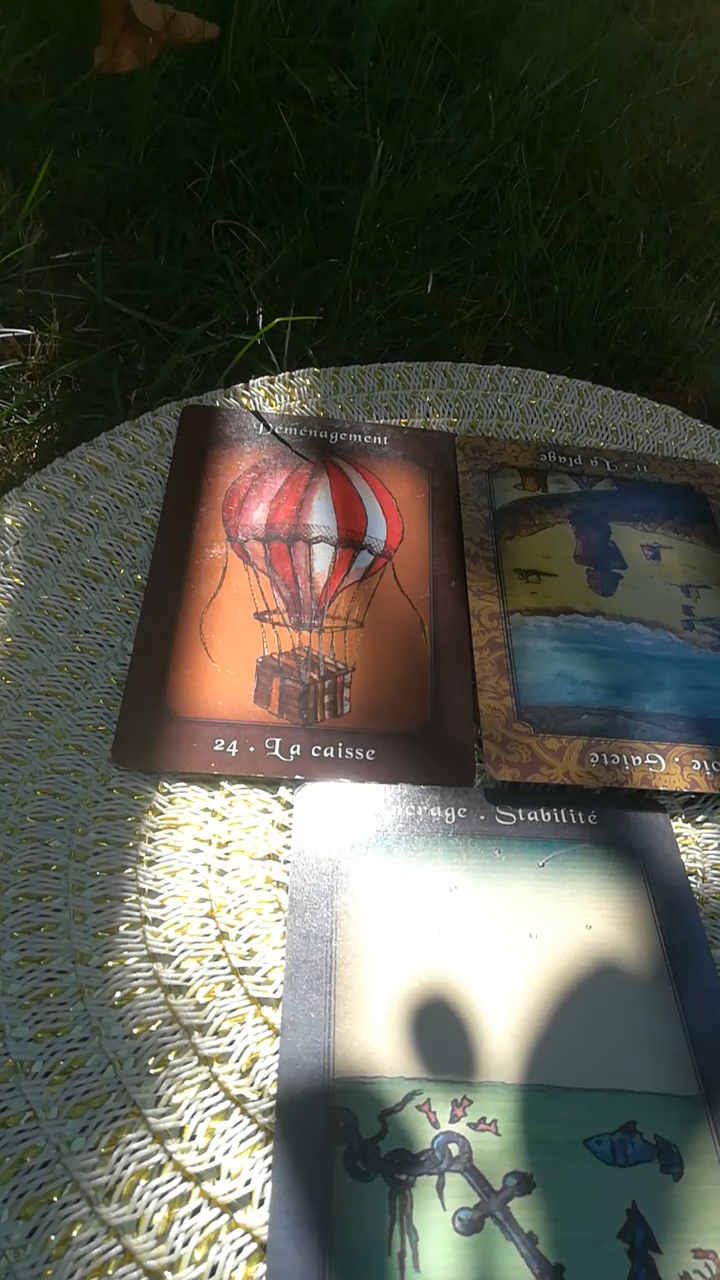 Déménagement
24 . La caisse
11 . La plage
. Gaieté
. Stabilité